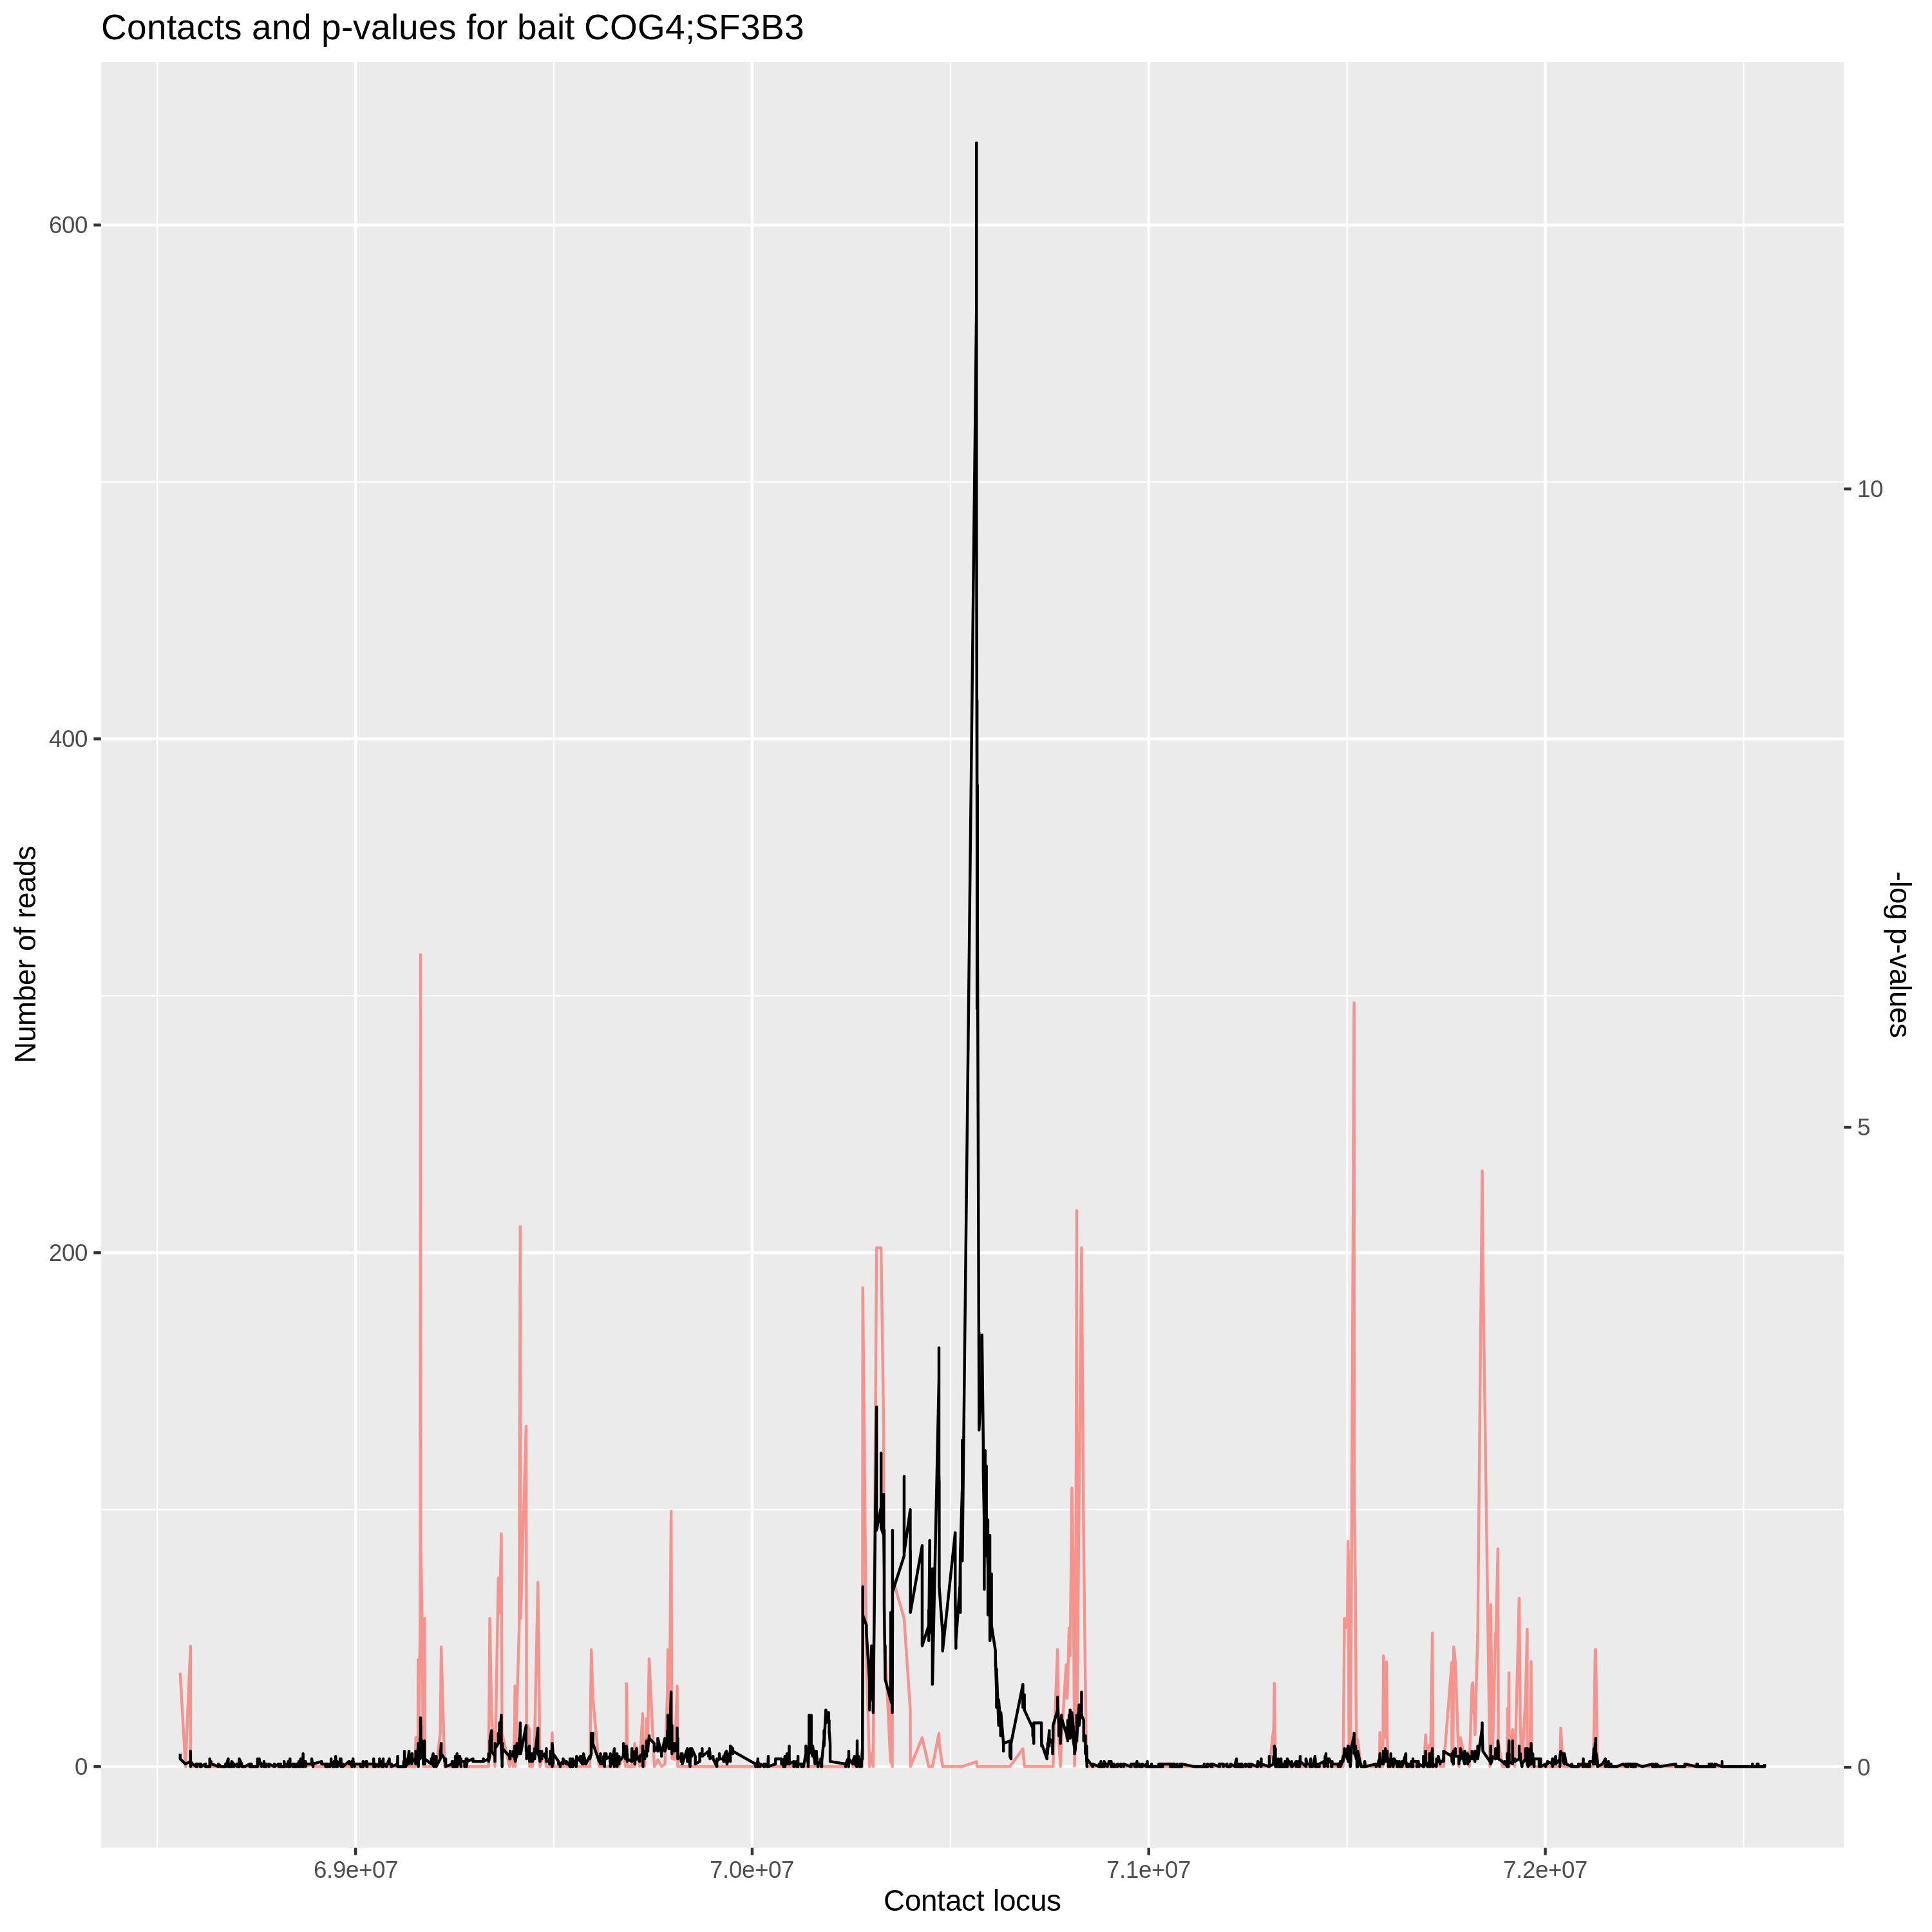 Contacts and p-values for bait COG4;SF3B3
600
400
200
0
Number of reads
10
5
0
-log p-values
6.9e+07
7.0e+07
7.1e+07
7.2e+07
Contact locus